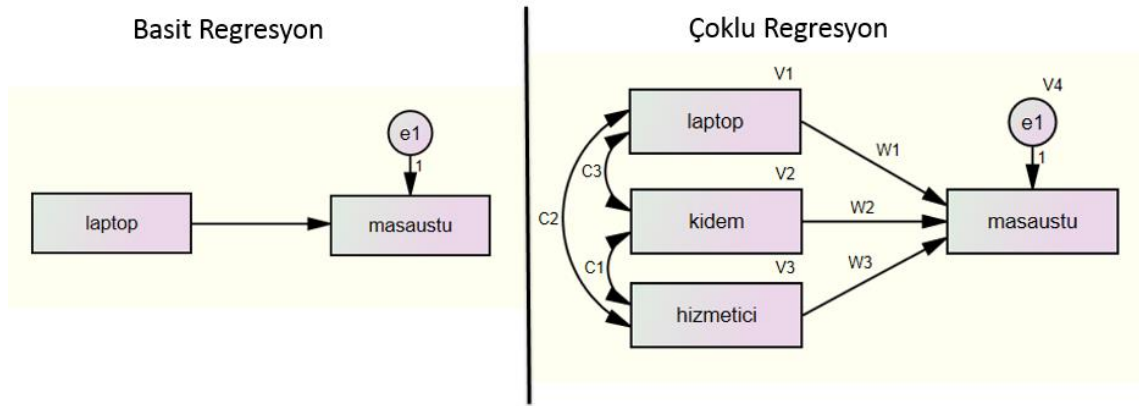 Basit Regresyon
e1
1
laptop
masaustu
Çoklu Regresyon
V1
laptop
V4
e1
1
W1
C3
V2
C2
kidem
W2
masaustu
C1
V3
W3
hizmetici